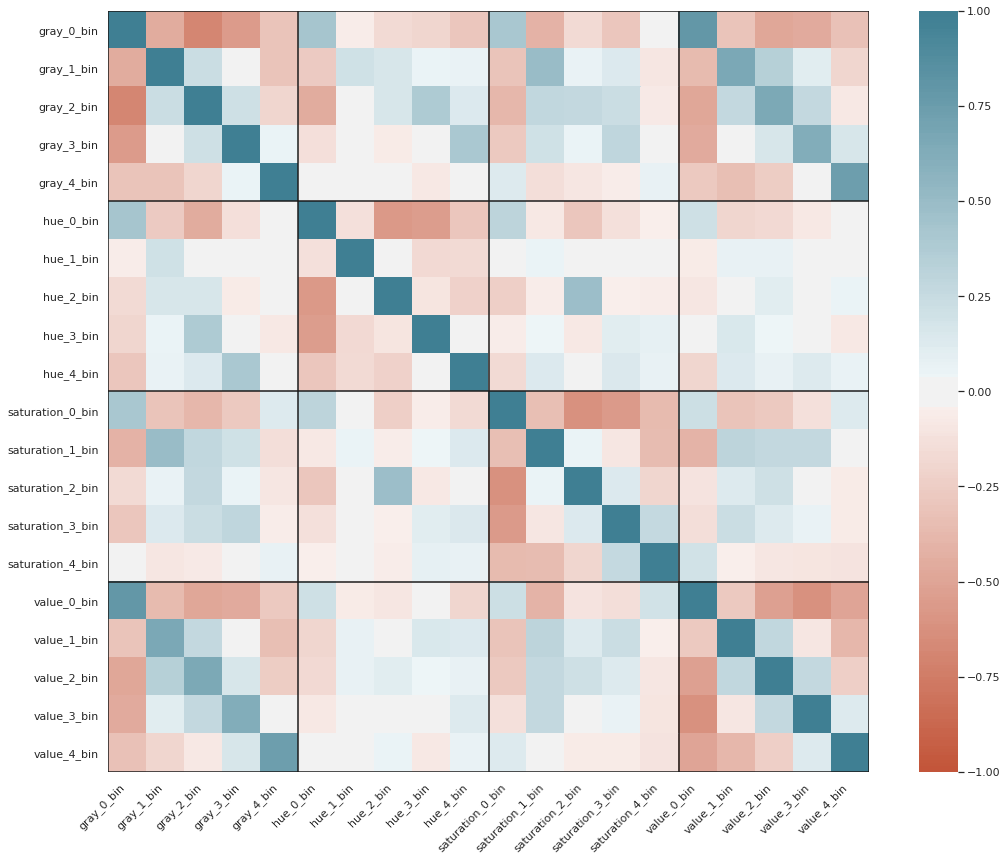 gray_0_bin
gray_1_bin
gray_2_bin
gray_3_bin
gray_4_bin
hue_0_bin
hue_1_bin
hue_2_bin
hue_3_bin
hue_4_bin
saturation_0_bin
saturation_1_bin
saturation_2_bin
saturation_3_bin
saturation_4_bin
value_0_bin
value_1_bin
value_2_bin
value_3_bin
value_4_bin
gray_0_bin
gray_1_bin
gray_2_bin
gray_3_bin
gray_4_bin
hue_0_bin
hue_1_bin
hue_2_bin
hue_3_bin
hue_4_bin
saturation_0_bin
saturation_1_bin
saturation_2_bin
saturation_3_bin
saturation_4_bin
value_0_bin
value_1_bin
value_2_bin
value_3_bin
value_4_bin
1.00
0.75
0.50
0.25
0.00
−0.25
−0.50
−0.75
−1.00